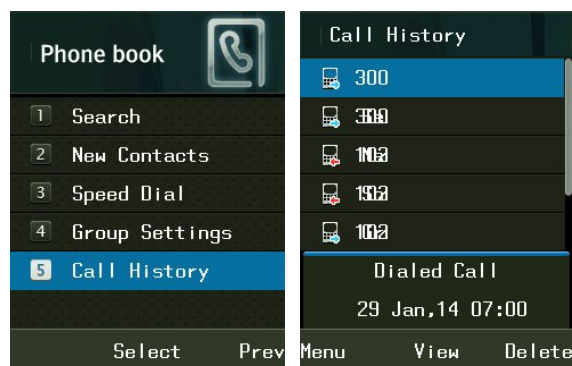 Phone book
1 Search
2 New Contacts
3 Speed Dial
4 Group Settings
5 Call History
Select Prev
Call History
300
Dialed Call
29 Jan,14 07:00
Menu View Delete